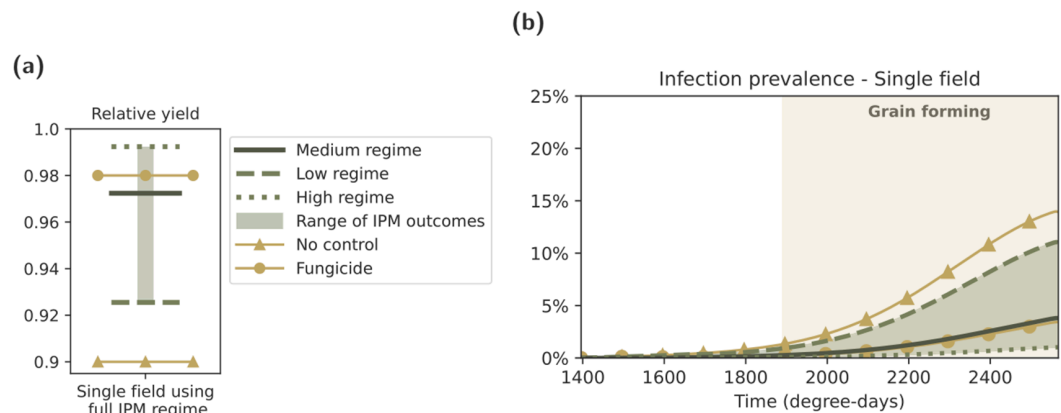 (a)
Relative yield
1.0
0.98
0.96
0.94
0.92
0.9
Single field using
full IPM regime
Medium regime
Low regime
High regime
Range of IPM outcomes
No control
Fungicide
(b)
Infection prevalence - Single field
Grain forming
25%
20%
15%
10%
5%
0%
1400 1600 1800 2000 2200 2400
Time (degree-days)